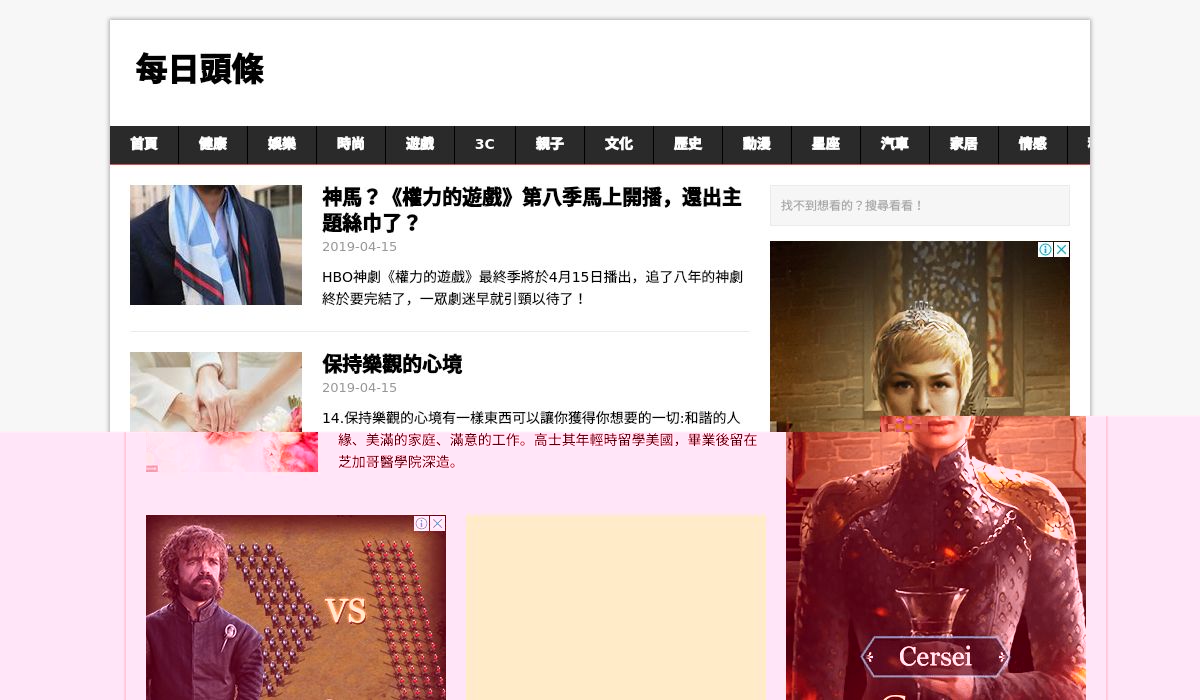 每日頭條
首頁 健康 娛樂 時尚 遊戲 3C 親子 文化 歷史 動漫 星座 汽車 家居 情感
神馬？《權力的遊戲》第八季馬上開播，還出主
題絲巾了？
2019-04-15
HBO神劇《權力的遊戲》最終季將於4月15日播出，追了八年的神劇
終於要完結了，一眾劇迷早就引頸以待了！
保持樂觀的心境
2019-04-15
14.保持樂觀的心境有一樣東西可以讓你獲得你想要的一切:和諧的人
緣、美滿的家庭、滿意的工作。高士其年輕時留學美國，畢業後留在
芝加哥醫學院深造。
找不到想看的？搜尋看看！
VS
Cersei